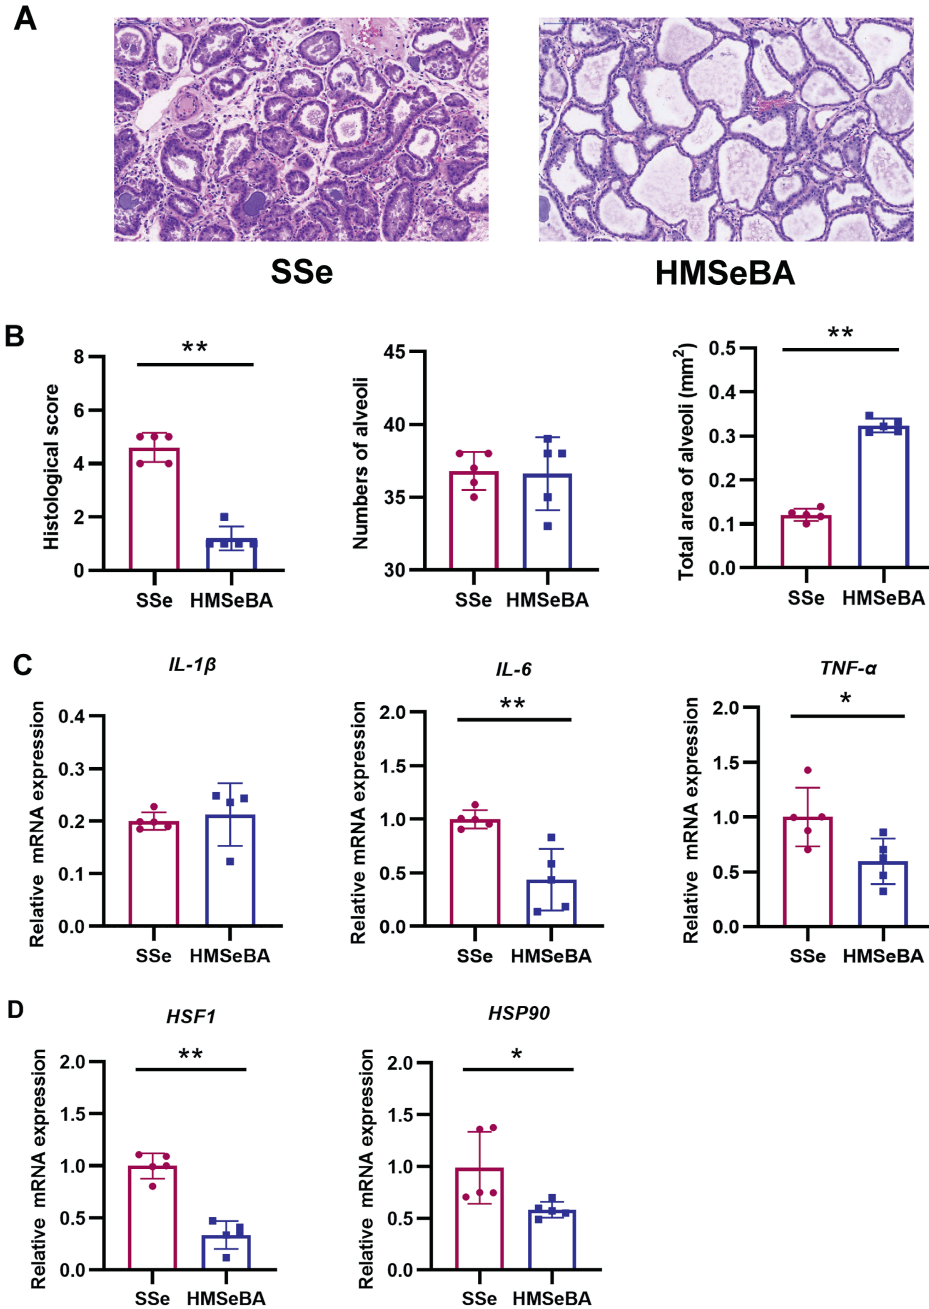 A
SSe
HMSeBA
B
**
Histological score
8
6
4
2
0
SSe
HMSeBA
Numbers of alveoli
45
40
35
30
SSe
HMSeBA
**
Total area of alveoli (mm²)
0.5
0.4
0.3
0.2
0.1
0.0
SSe
HMSeBA
C
IL-1β
Relative mRNA expression
0.4
0.3
0.2
0.1
0.0
SSe
HMSeBA
IL-6
**
Relative mRNA expression
2.0
1.5
1.0
0.5
0.0
SSe
HMSeBA
TNF-α
*
Relative mRNA expression
2.0
1.5
1.0
0.5
0.0
SSe
HMSeBA
D
HSF1
**
Relative mRNA expression
2.0
1.5
1.0
0.5
0.0
SSe
HMSeBA
HSP90
*
Relative mRNA expression
2.0
1.5
1.0
0.5
0.0
SSe
HMSeBA